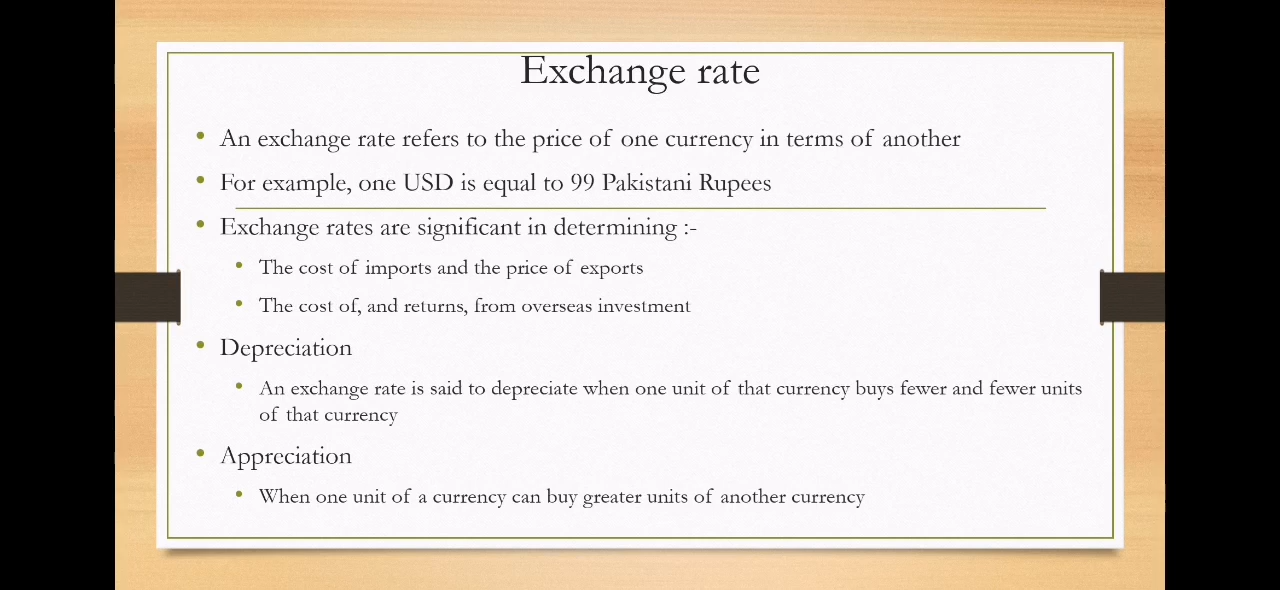 Exchange rate
• An exchange rate refers to the price of one currency in terms of another
• For example, one USD is equal to 99 Pakistani Rupees
• Exchange rates are significant in determining :-
• The cost of imports and the price of exports
• The cost of, and returns, from overseas investment
• Depreciation
• An exchange rate is said to depreciate when one unit of that currency buys fewer and fewer units
of that currency
• Appreciation
• When one unit of a currency can buy greater units of another currency